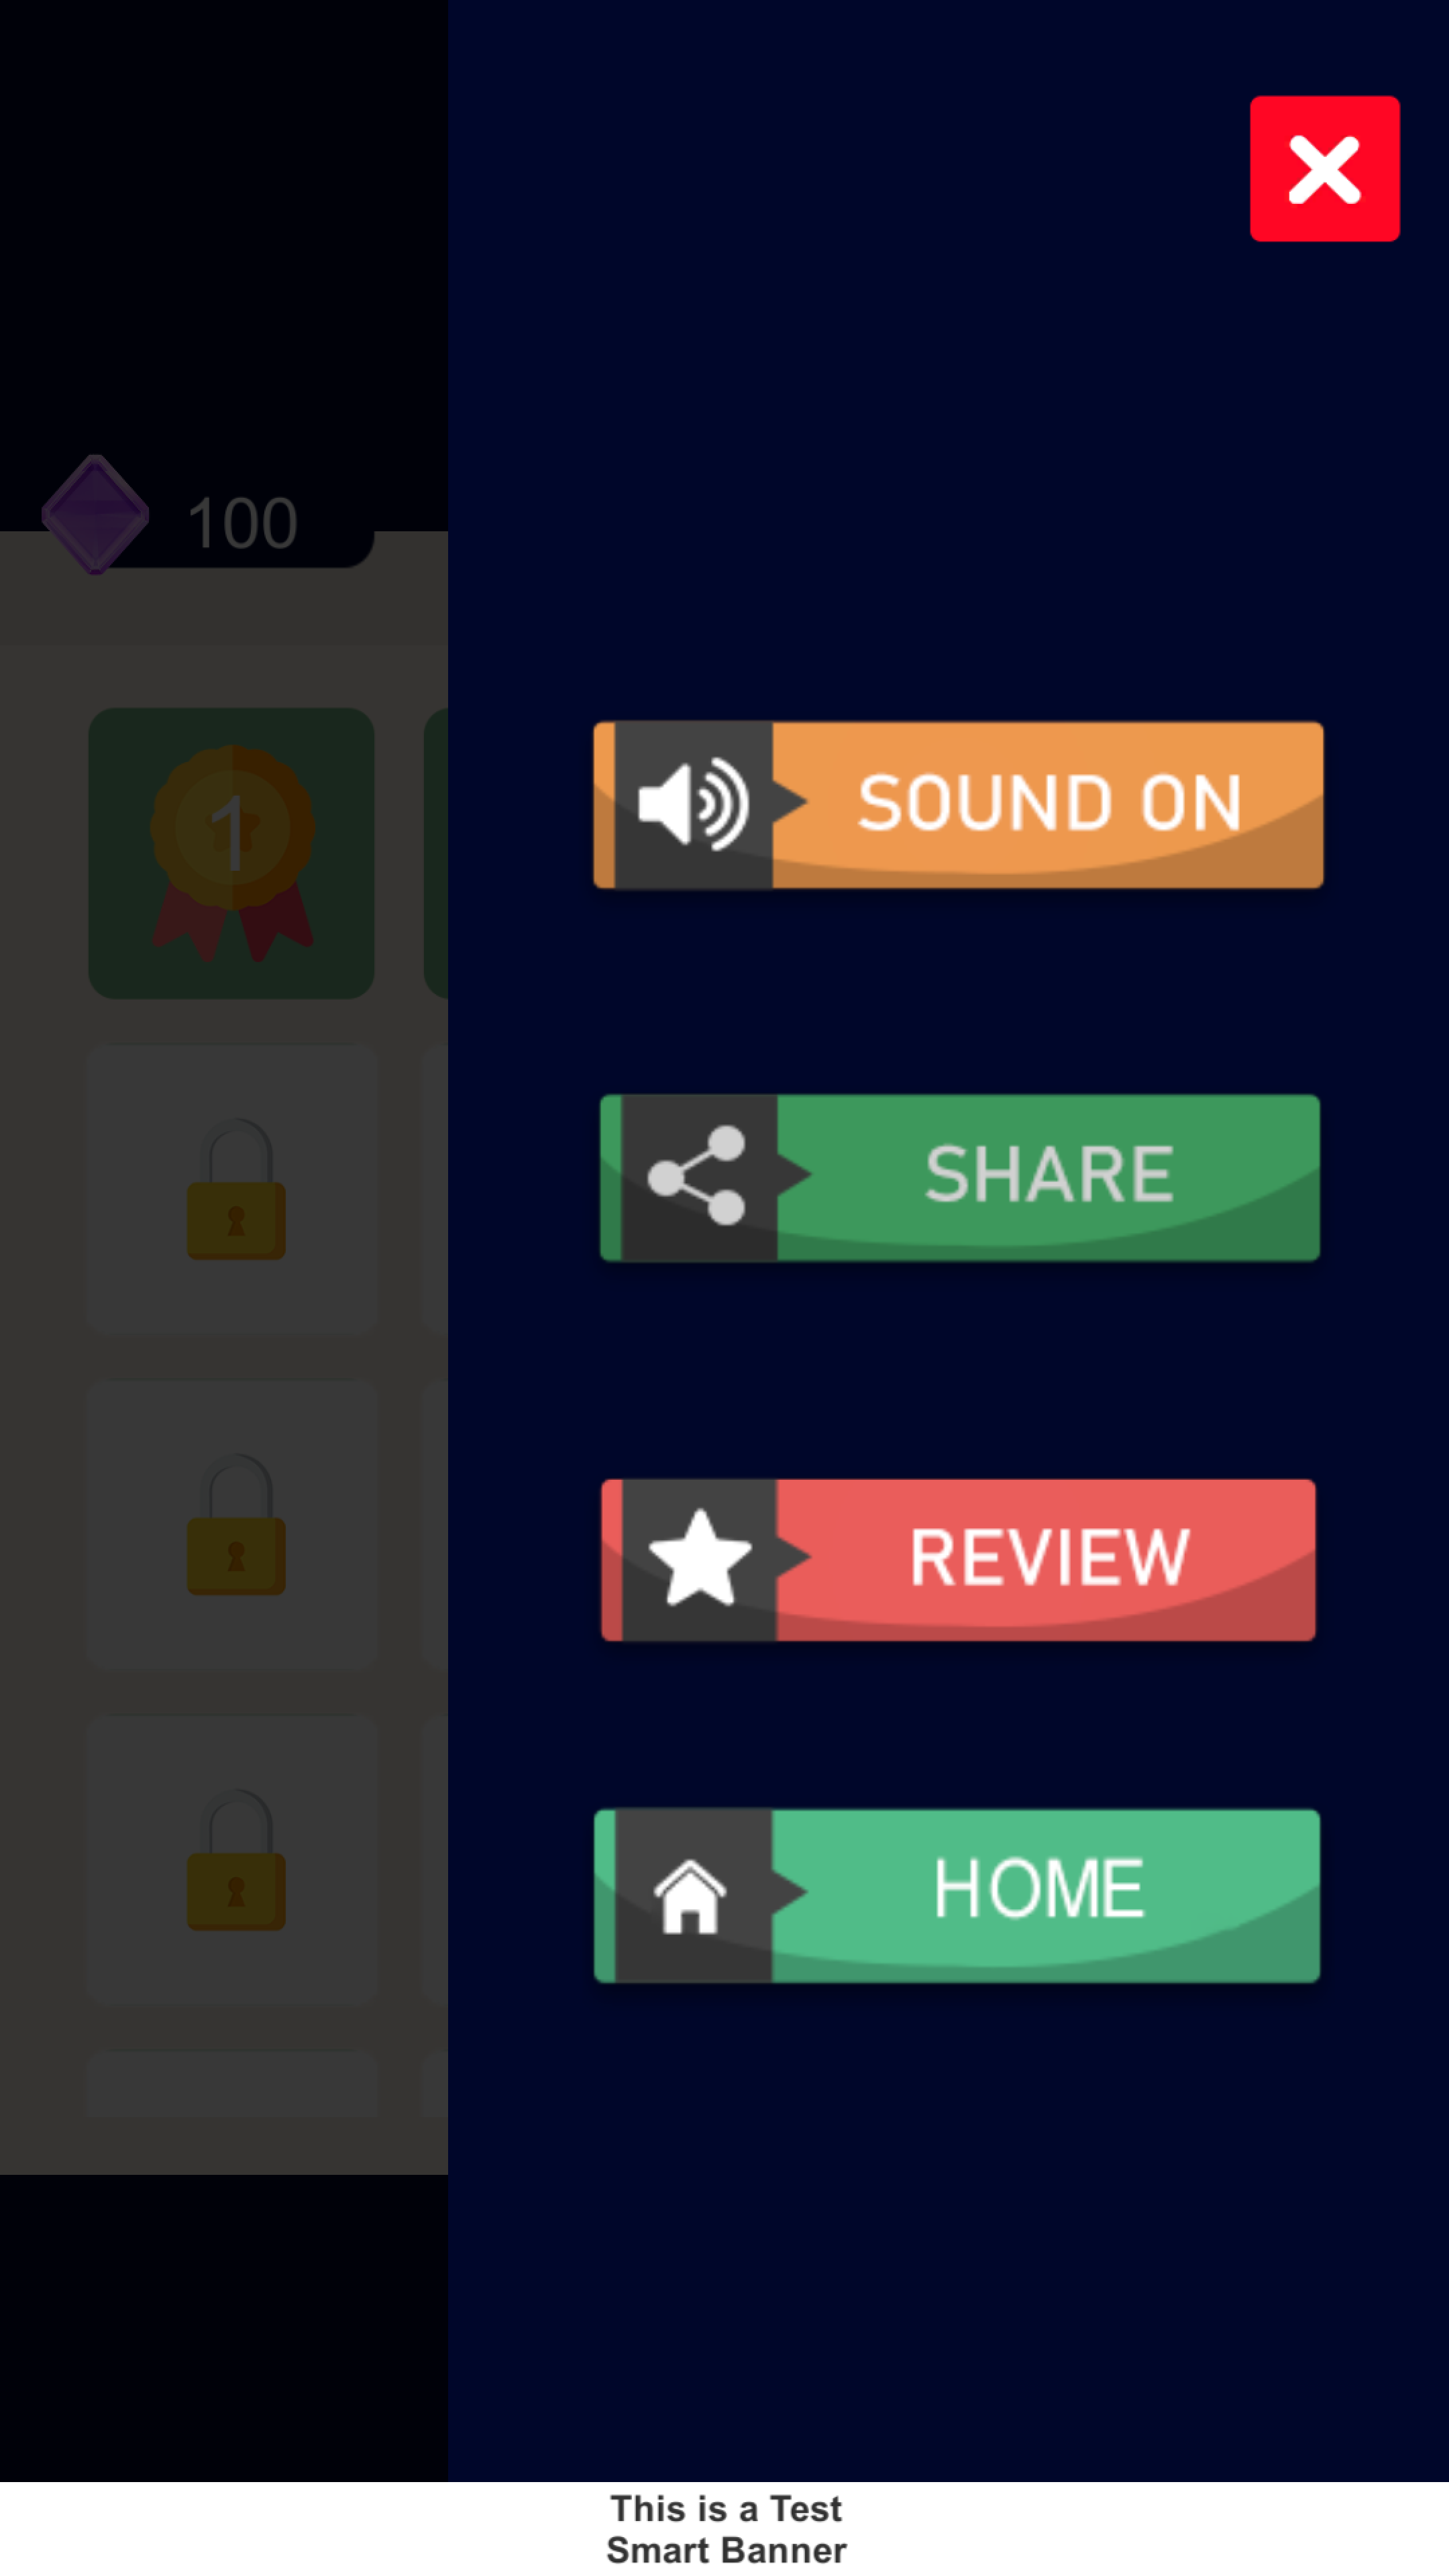 100
1
SOUND ON
SHARE
REVIEW
HOME
This is a Test
Smart Banner